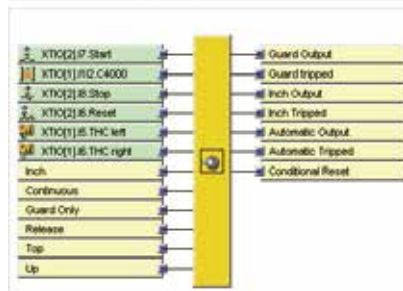 XTIO[2].I7.Start
XTIO[1].I1I2.C4000
XTIO[2].I8.Stop
XTIO[2].I6.Reset
XTIO[1].I5.THC left
XTIO[1].I6.THC right
Inch
Continuous
Guard Only
Release
Top
Up
Guard Output
Guard tripped
Inch Output
Inch Tripped
Automatic Output
Automatic Tripped
Conditional Reset